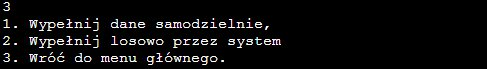 3
1. Wypełnij dane samodzielnie,
2. Wypełnij losowo przez system
3. Wróć do menu głównego.